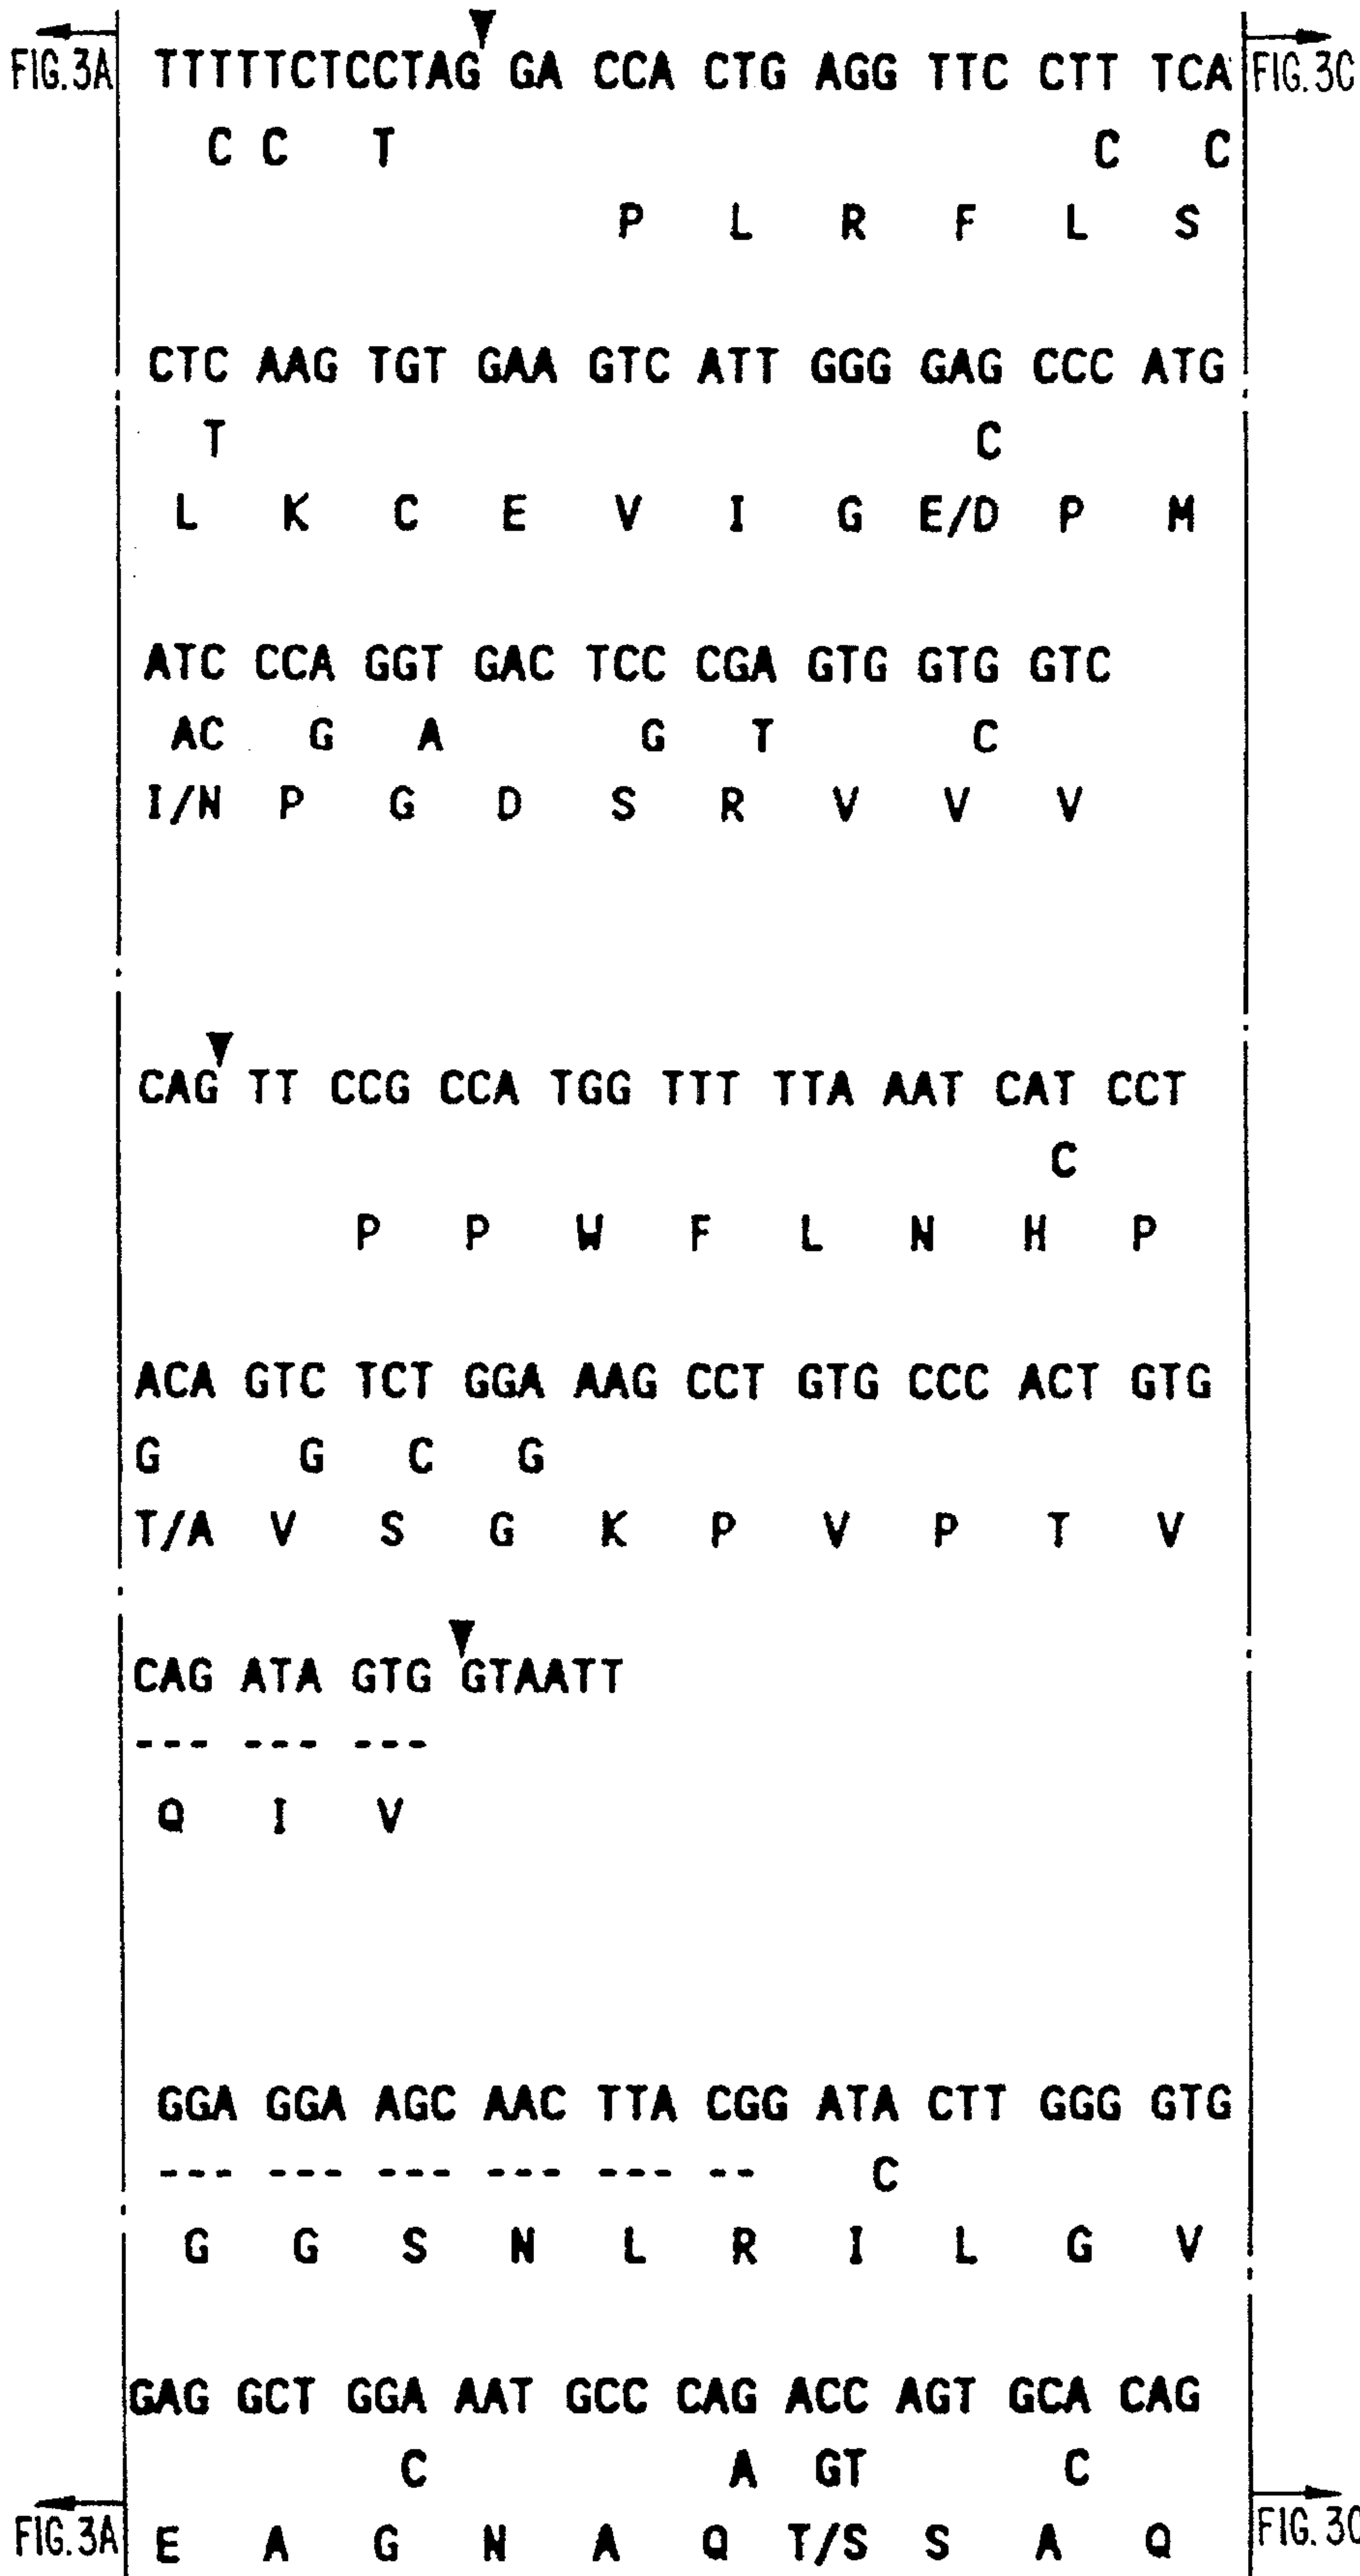 FIG.3A TTTTTCTCCTAG GA CCA CTG AGG TTC CTT TCA FIG.3C
C C T C C
P L R F L S
CTC AAG TGT GAA GTC ATT GGG GAG CCC ATG
T C
L K C E V I G E/D P M
ATC CCA GGT GAC TCC CGA GTG GTG GTC
AC G A G T C
I/N P G D S R V V V
CAG TT CCG CCA TGG TTT TTA AAT CAT CCT
C
P P W F L N H P
ACA GTC TCT GGA AAG CCT GTG CCC ACT GTG
G G C G
T/A V S G K P V P T V
CAG ATA GTG GTAATT
--- --- ---
Q I V
GGA GGA AGC AAC TTA CGG ATA CTT GGG GTG
--- --- --- --- --- -- C
G G S N L R I L G V
GAG GCT GGA AAT GCC CAG ACC AGT GCA CAG
C A GT C
FIG.3A E A G N A Q T/S S A Q FIG.3C